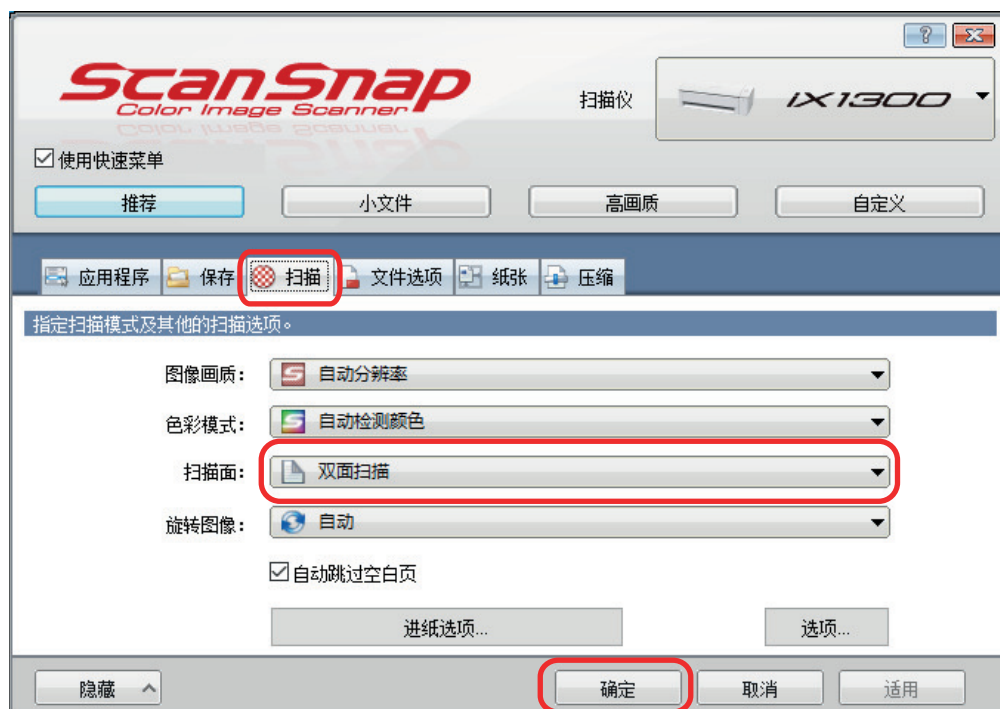 ?
ScanSnap
Color Image Scanner
扫描仪
iX1300
使用快速菜单
推荐 小文件 高画质 自定义
应用程序 保存 扫描 文件选项 纸张 压缩
指定扫描模式及其他的扫描选项。
图像画质: 自动分辨率
色彩模式: 自动检测颜色
扫描面: 双面扫描
旋转图像: 自动
自动跳过空白页
进纸选项... 选项...
隐藏 确定 取消 适用